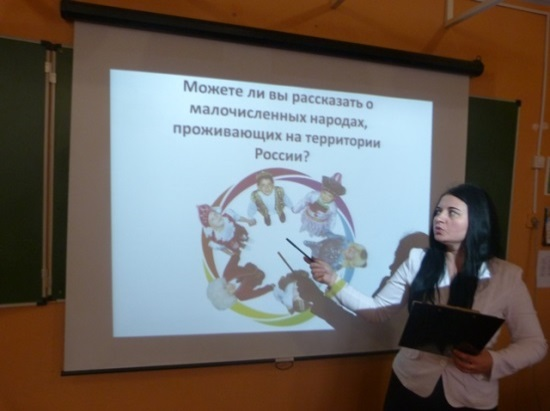 Можете ли вы рассказать о
малочисленных народах,
проживающих на территории
России?